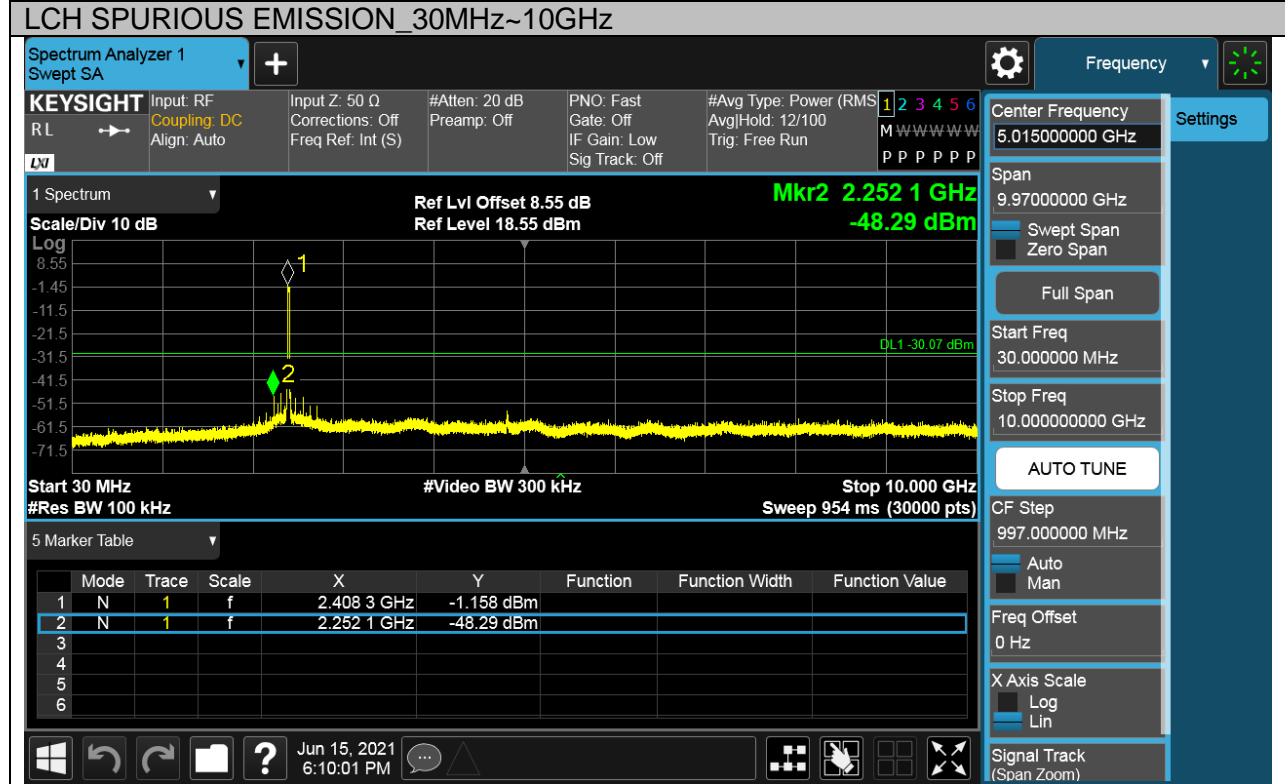 LCH SPURIOUS EMISSION_30MHz~10GHz
Spectrum Analyzer 1
Swept SA
+
Frequency
KEYSIGHT
RL
LXI
Input: RF
Coupling: DC
Align: Auto
Input Z: 50 Ω
Corrections: Off
Freq Ref: Int (S)
#Atten: 20 dB
Preamp: Off
PNO: Fast
Gate: Off
IF Gain: Low
Sig Track: Off
#Avg Type: Power (RMS
Avg|Hold: 12/100
Trig: Free Run
1 2 3 4 5 6
M W W W W W
P P P P P P
1 Spectrum
Scale/Div 10 dB
Ref Lvl Offset 8.55 dB
Ref Level 18.55 dBm
Mkr2 2.252 1 GHz
-48.29 dBm
Log
8.55
-1.45
-11.5
-21.5
-31.5
-41.5
-51.5
-61.5
-71.5
1
2
DL1 -30.07 dBm
Start 30 MHz
#Video BW 300 kHz
Stop 10.000 GHz
#Res BW 100 kHz
Sweep 954 ms (30000 pts)
5 Marker Table
Mode Trace Scale X Y Function Function Width Function Value
1 N 1 f 2.408 3 GHz -1.158 dBm
2 N 1 f 2.252 1 GHz -48.29 dBm
3
4
5
6
?
Jun 15, 2021
6:10:01 PM
Center Frequency
5.015000000 GHz
Settings
Span
9.97000000 GHz
Swept Span
Zero Span
Full Span
Start Freq
30.000000 MHz
Stop Freq
10.000000000 GHz
AUTO TUNE
CF Step
997.000000 MHz
Auto
Man
Freq Offset
0 Hz
X Axis Scale
Log
Lin
Signal Track
(Span Zoom)